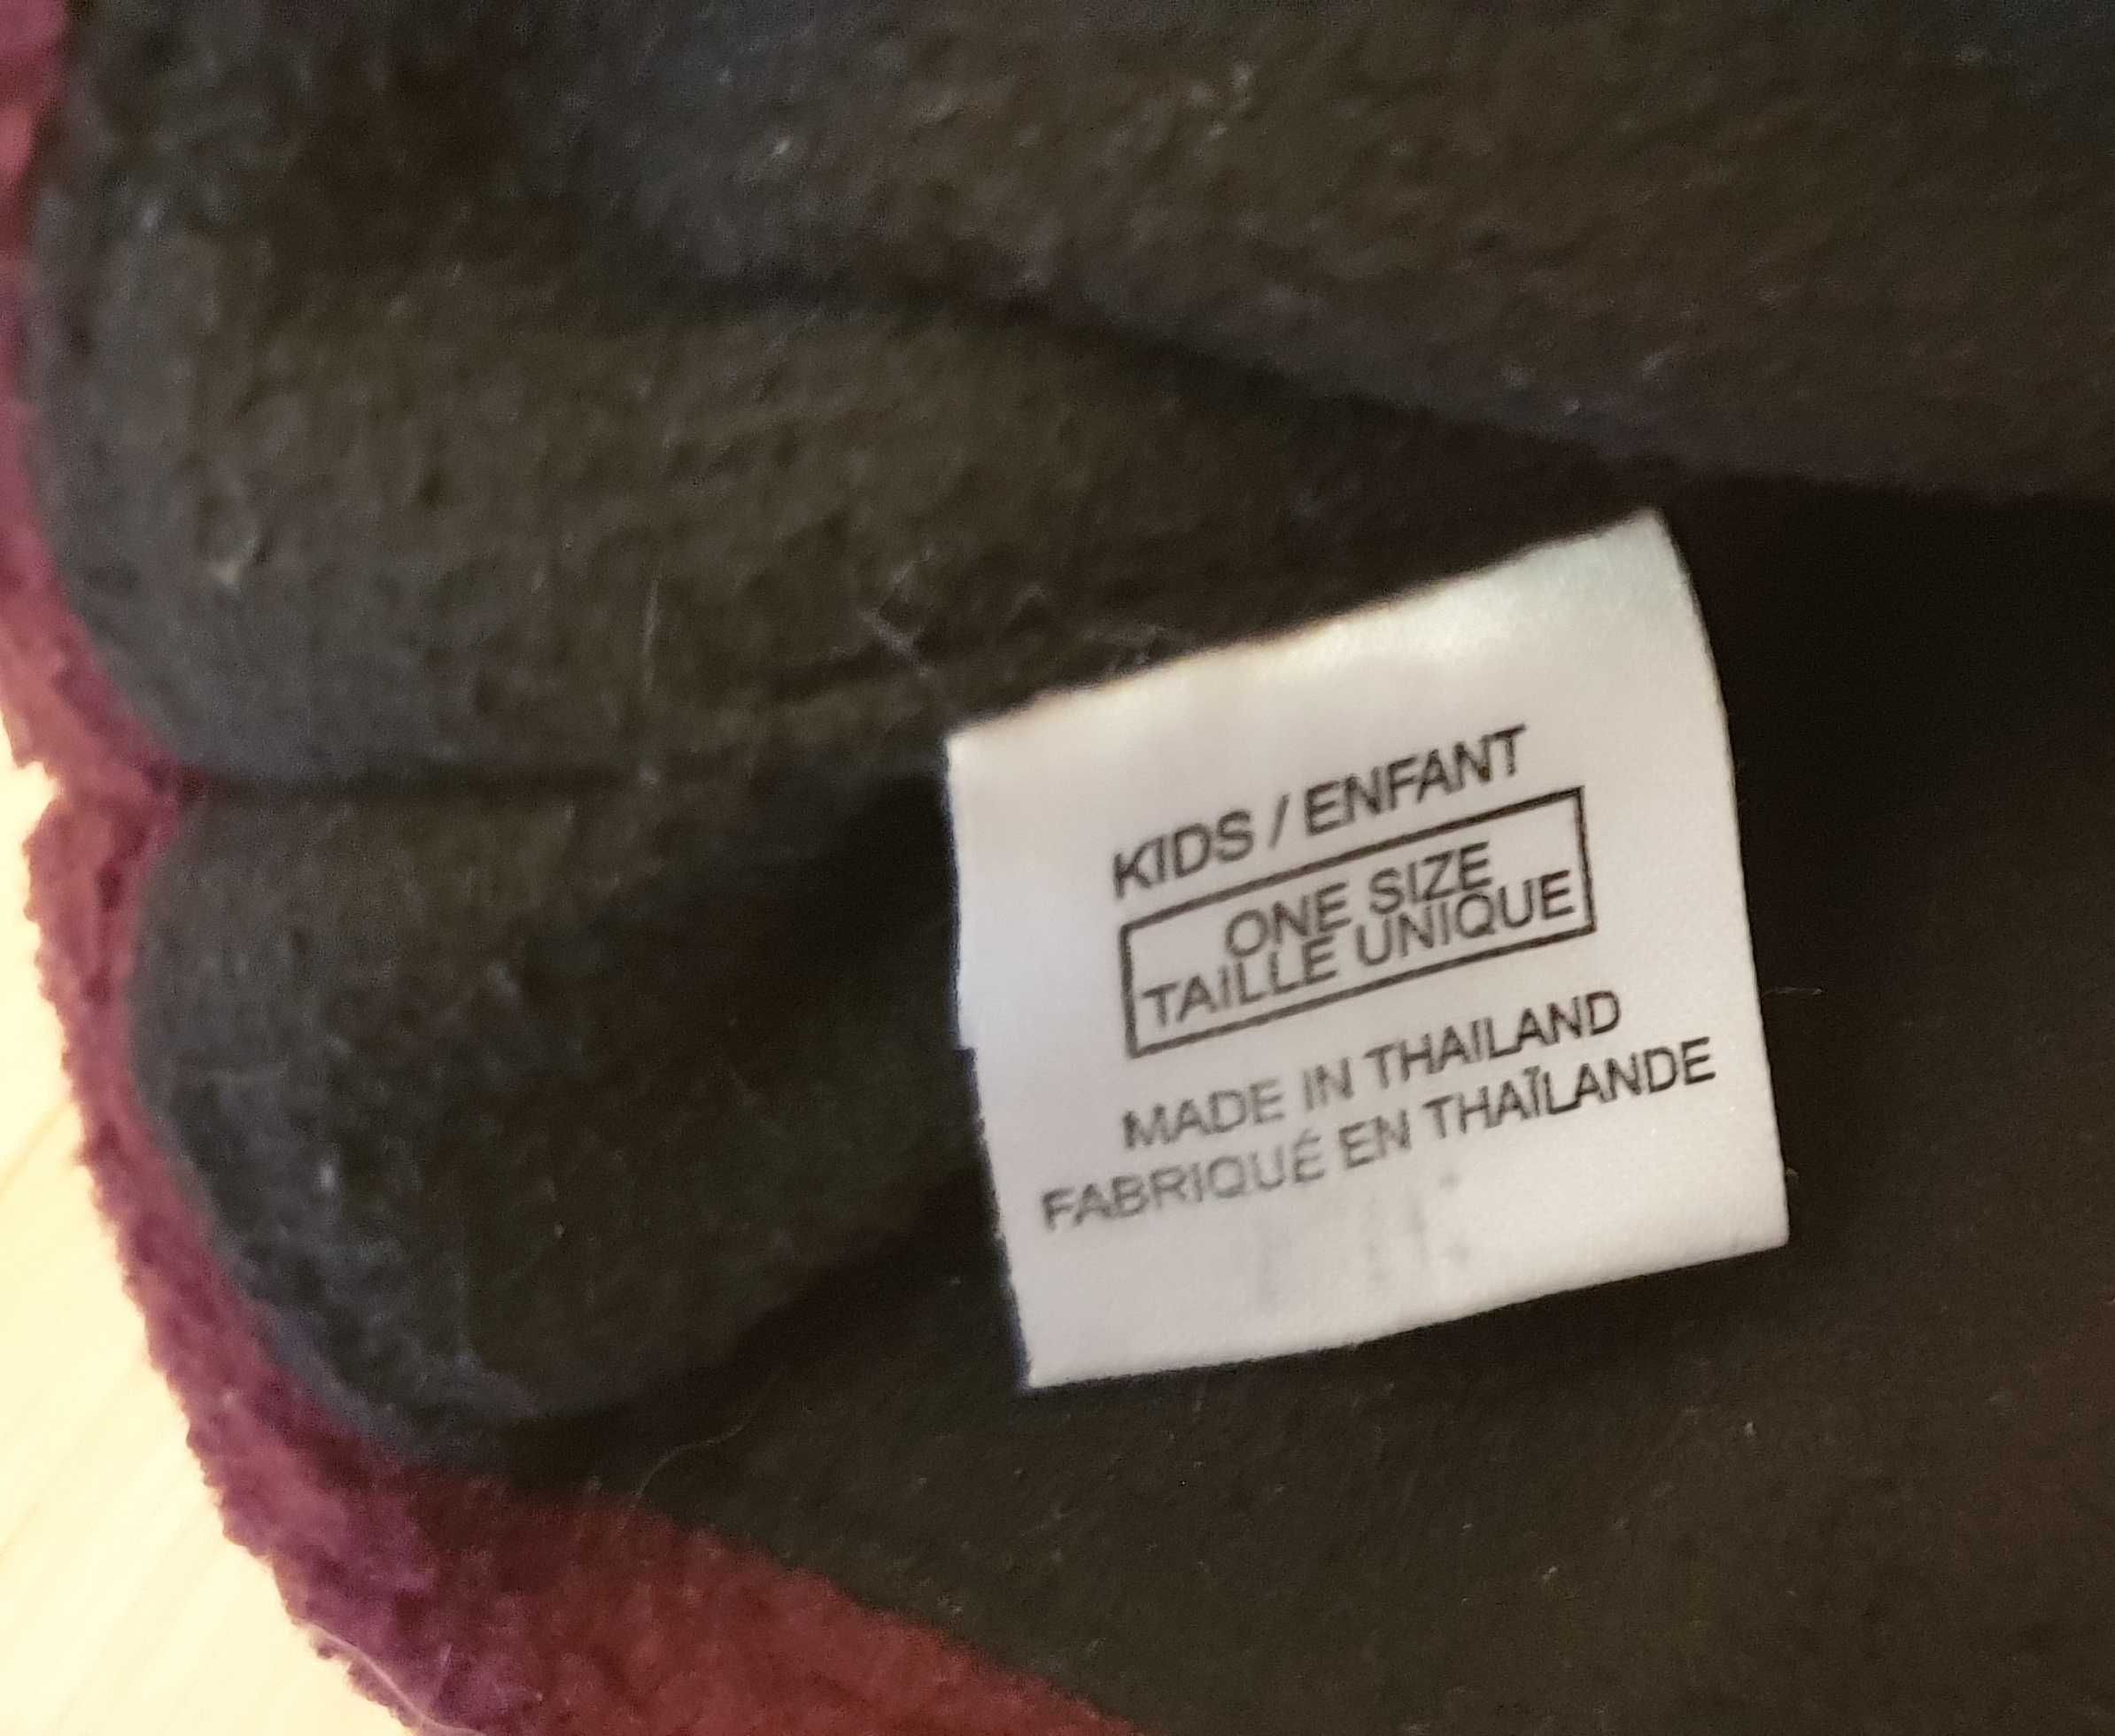 KIDS / ENFANT
ONE SIZE
TAILLE UNIQUE
MADE IN THAILAND
FABRIQUÉ EN THAÏLANDE